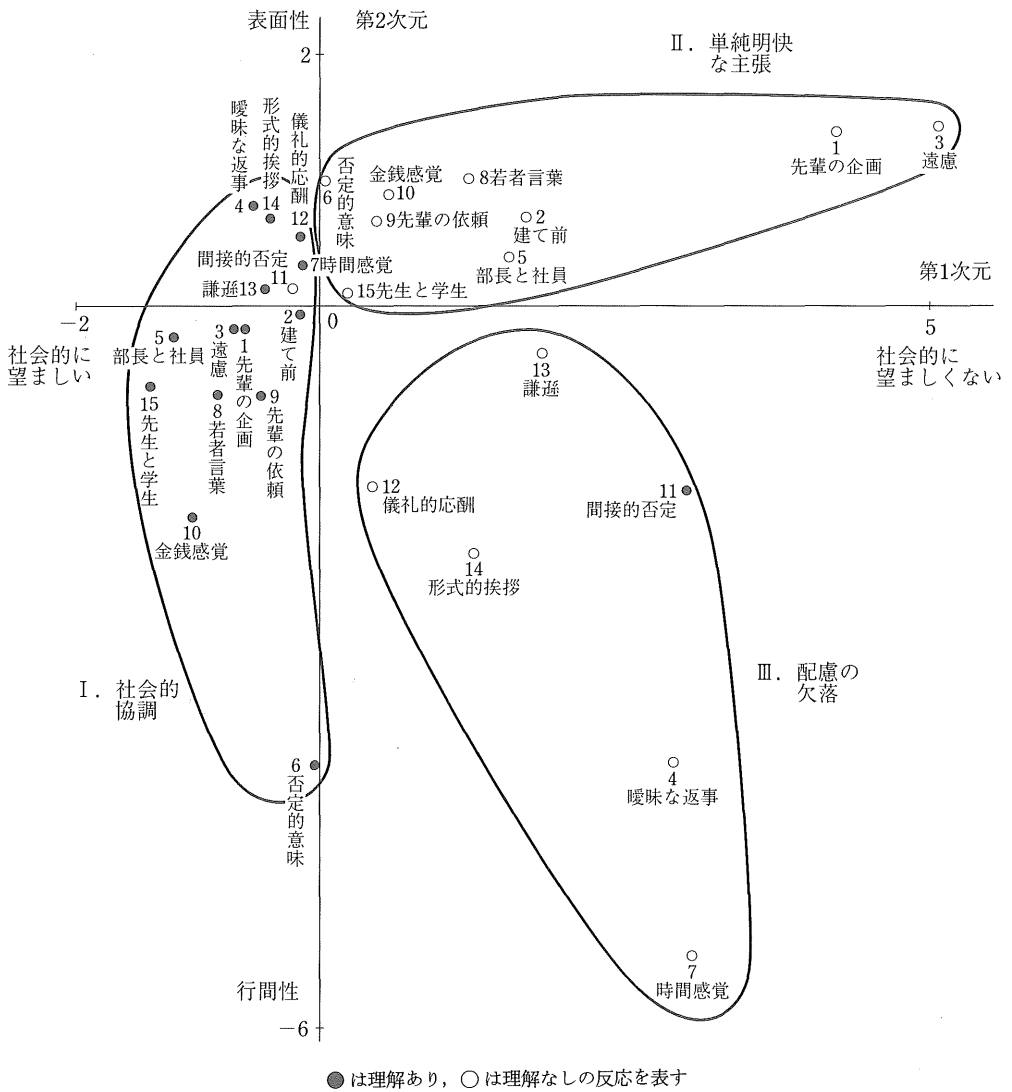 表面性 第2次元
2
Ⅱ．単純明快
な主張
曖昧な返事
形式的挨拶
儀礼的応酬
4
14
12
否定的意味
6
金銭感覚
10
8若者言葉
9先輩の依頼
2
建て前
5
部長と社員
1
先輩の企画
3
遠慮
間接的否定
11
7時間感覚
謙遜13
15先生と学生
第1次元
−2
0
5
社会的に
望ましい
社会的に
望ましくない
2
建て前
5
部長と社員
3
遠慮
1
先輩の企画
15
先生と学生
8
若者言葉
9
先輩の依頼
10
金銭感覚
13
謙遜
12
儀礼的応酬
11
間接的否定
14
形式的挨拶
Ⅰ．社会的
協調
Ⅲ．配慮の
欠落
6
否定的意味
4
曖昧な返事
7
時間感覚
行間性
−6
●は理解あり，○は理解なしの反応を表す